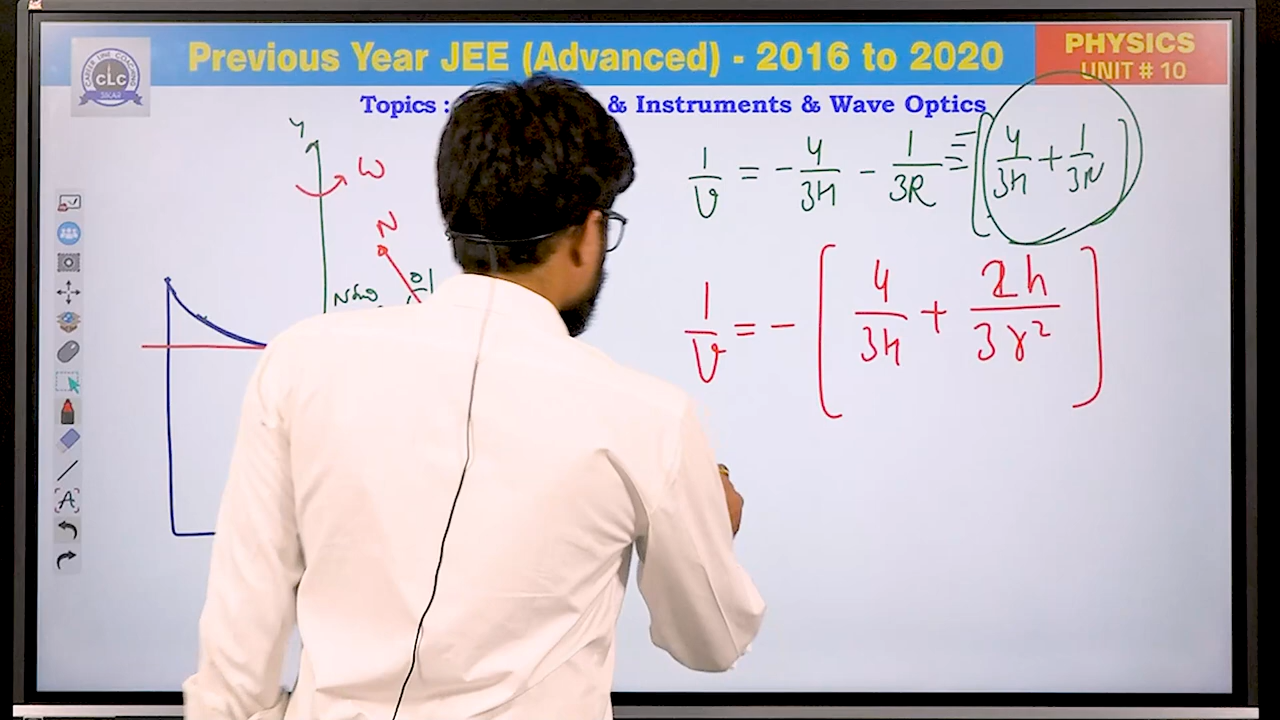 Previous Year JEE (Advanced) - 2016 to 2020
PHYSICS
UNIT # 10
cLc
Topics : & Instruments & Wave Optics
y
ω
N
1/v = - 4/3H - 1/3R = - [4/3H + 1/3R]
1/v = - [4/3H + 2h/3r²]
A